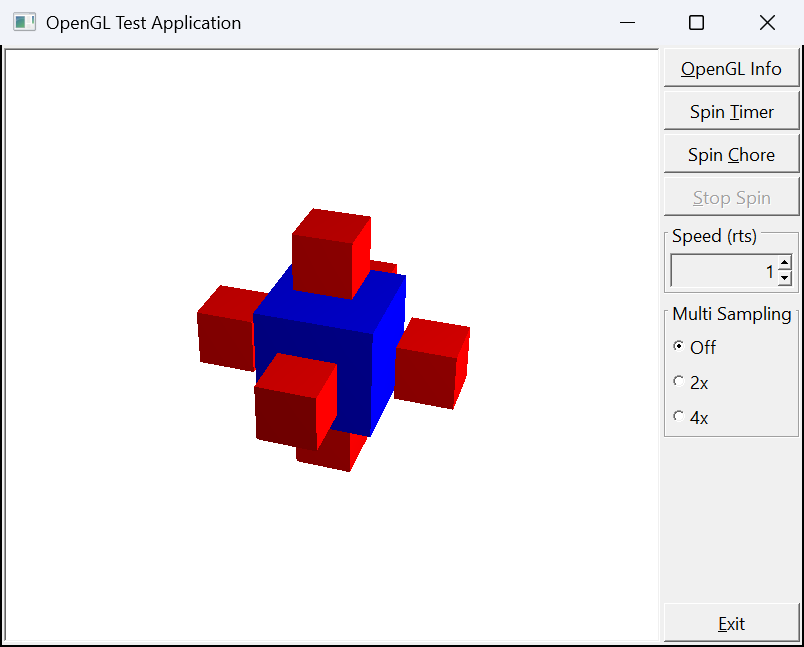 OpenGL Test Application
OpenGL Info
Spin Timer
Spin Chore
Stop Spin
Speed (rts)
1
Multi Sampling
Off
2x
4x
Exit